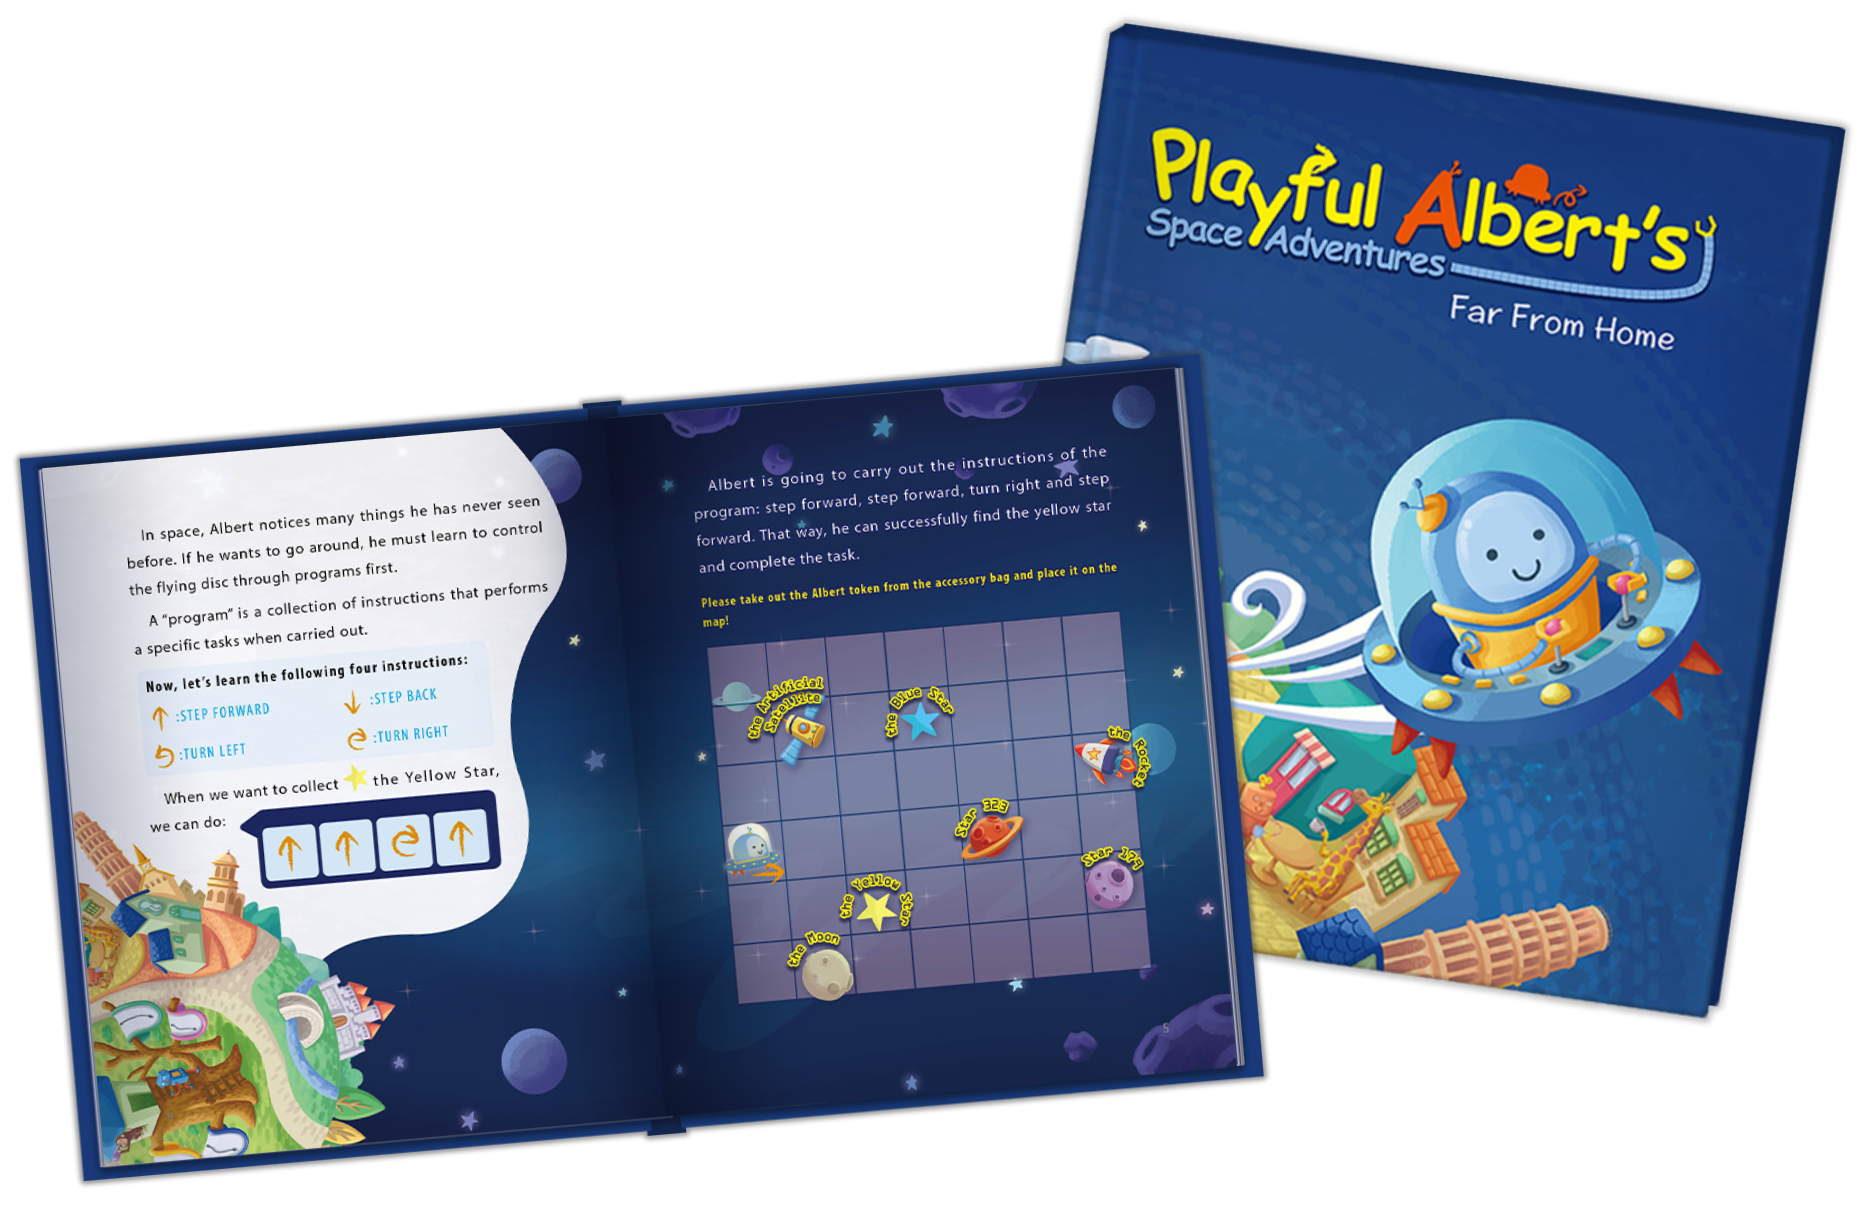 Playful Albert's
Space Adventures
Far From Home
In space, Albert notices many things he has never seen
before. If he wants to go around, he must learn to control
the flying disc through programs first.
A “program” is a collection of instructions that performs
a specific tasks when carried out.
Now, let’s learn the following four instructions:
:STEP FORWARD
:STEP BACK
:TURN LEFT
:TURN RIGHT
When we want to collect the Yellow Star,
we can do:
Albert is going to carry out the instructions of the
program: step forward, step forward, turn right and step
forward. That way, he can successfully find the yellow star
and complete the task.
Please take out the Albert token from the accessory bag and place it on the
map!
the Artificial
Satellite
the Blue Star
the Rocket
Star 323
Star 174
the Yellow Star
the Moon
5